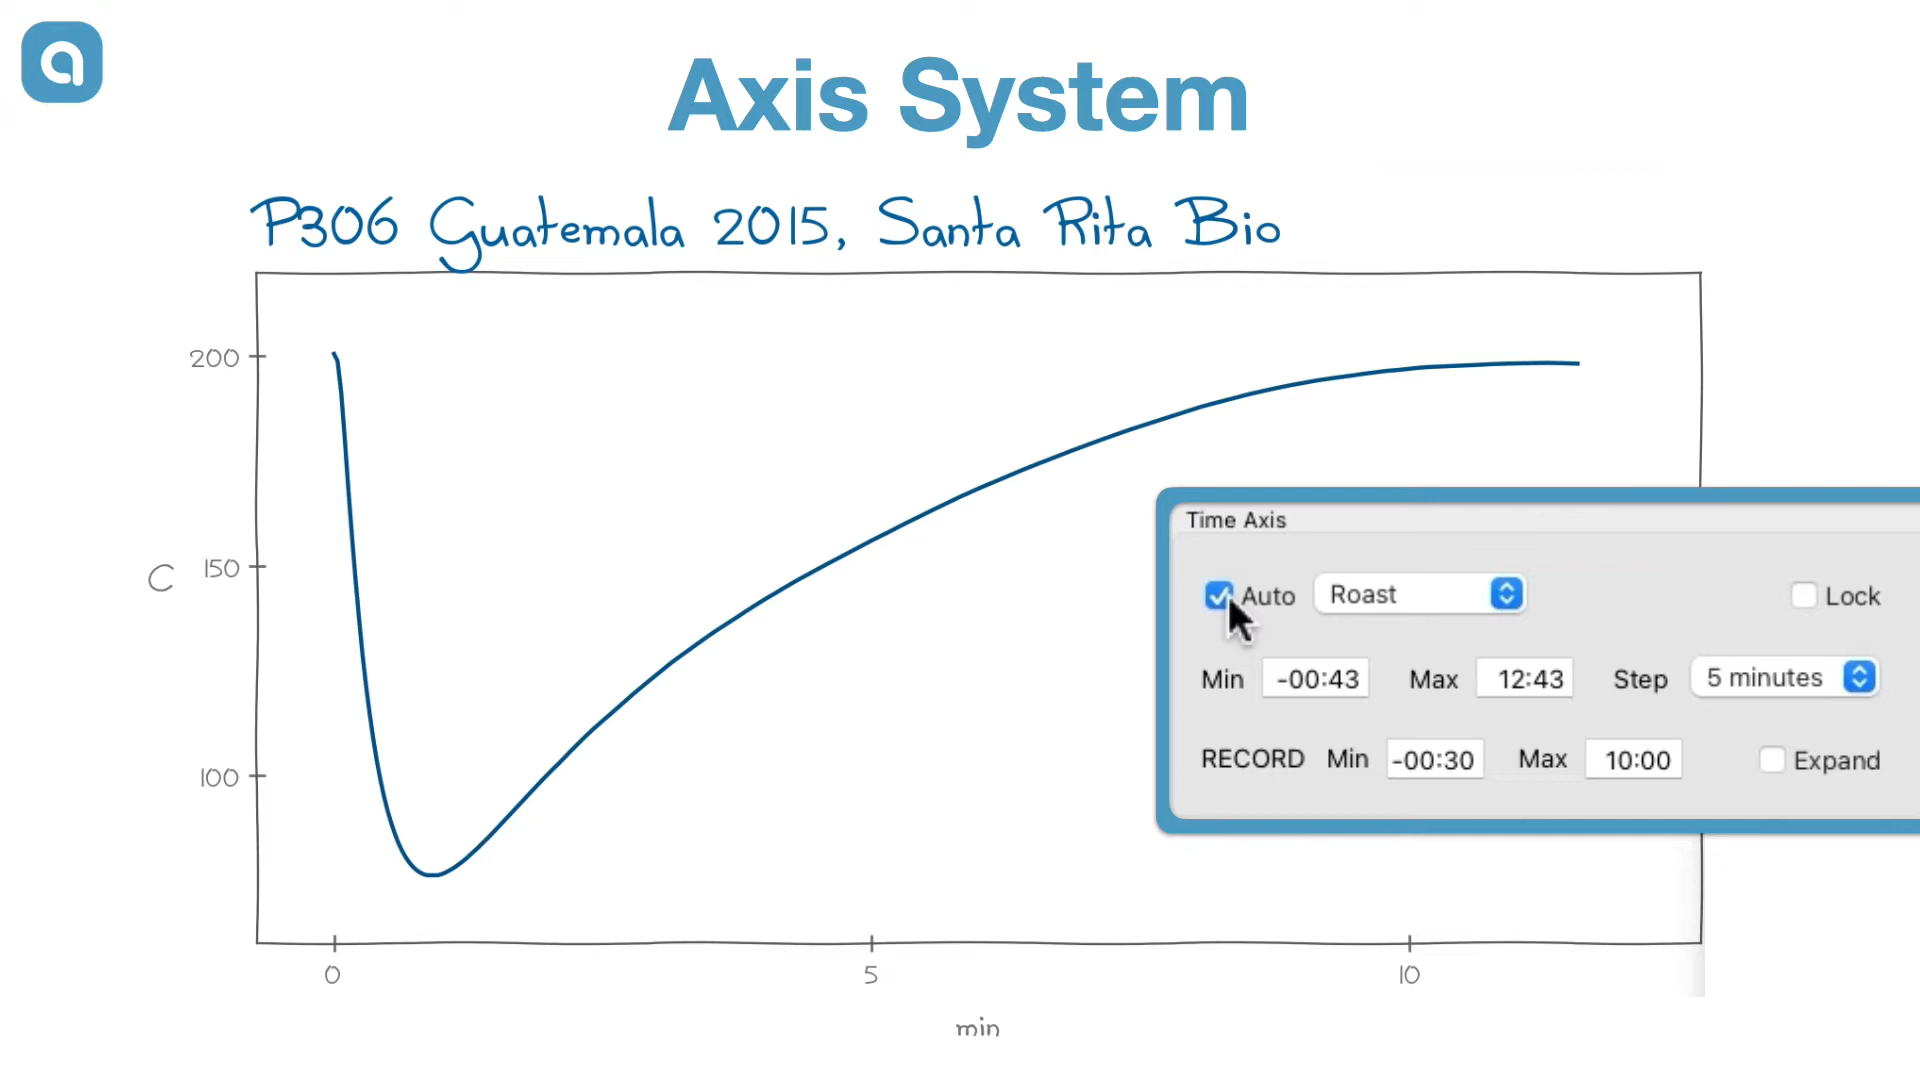 Axis System
P306 Guatemala 2015, Santa Rita Bio
200
150
100
C
0 5 10
min
Time Axis
Auto Roast Lock
Min -00:43 Max 12:43 Step 5 minutes
RECORD Min -00:30 Max 10:00 Expand